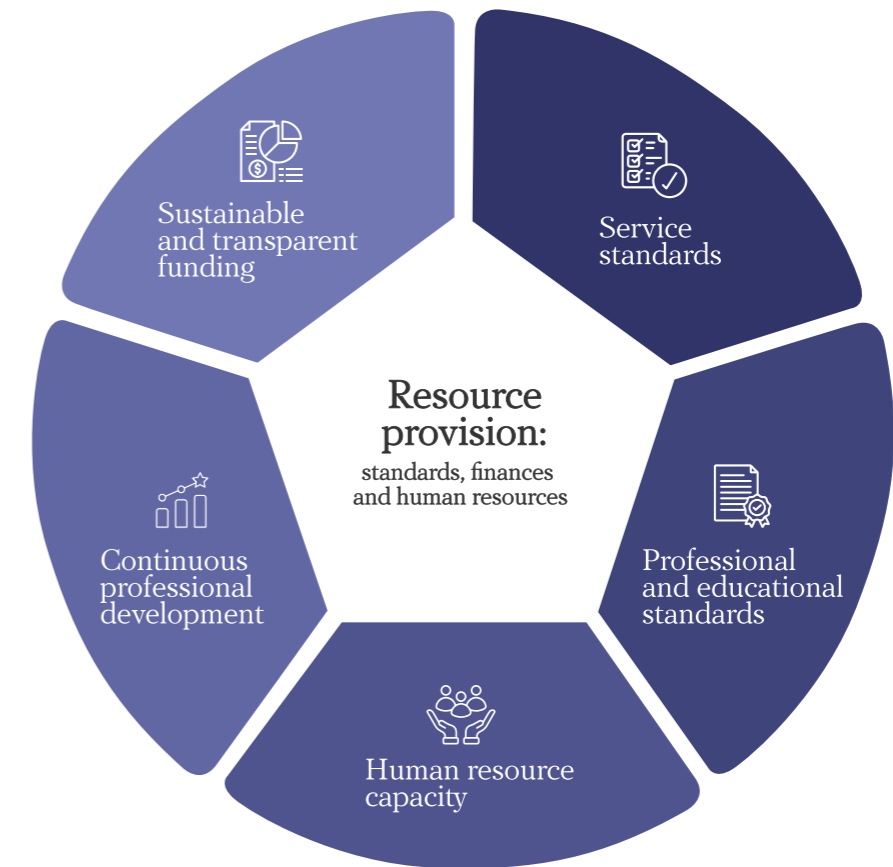 Sustainable
and transparent
funding
Service
standards
Resource
provision:
standards, finances
and human resources
Continuous
professional
development
Professional
and educational
standards
Human resource
capacity